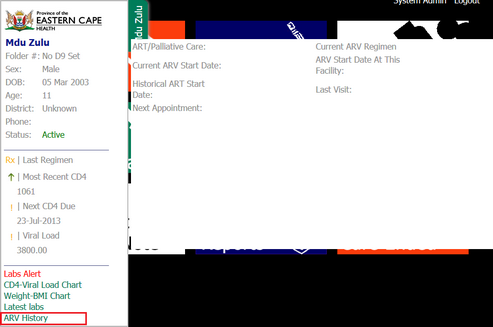 System Admin Logout
Province of the
EASTERN CAPE
HEALTH
Mdu Zulu
Folder #: No D9 Set
Sex: Male
DOB: 05 Mar 2003
Age: 11
District: Unknown
Phone:
Status: Active
Rx | Last Regimen
| Most Recent CD4
1061
! | Next CD4 Due
23-Jul-2013
! | Viral Load
3800.00
Labs Alert
CD4-Viral Load Chart
Weight-BMI Chart
Latest labs
ARV History
du Zulu
ART/Palliative Care:
Current ARV Start Date:
Historical ART Start
Date:
Next Appointment:
Current ARV Regimen
ARV Start Date At This
Facility:
Last Visit: